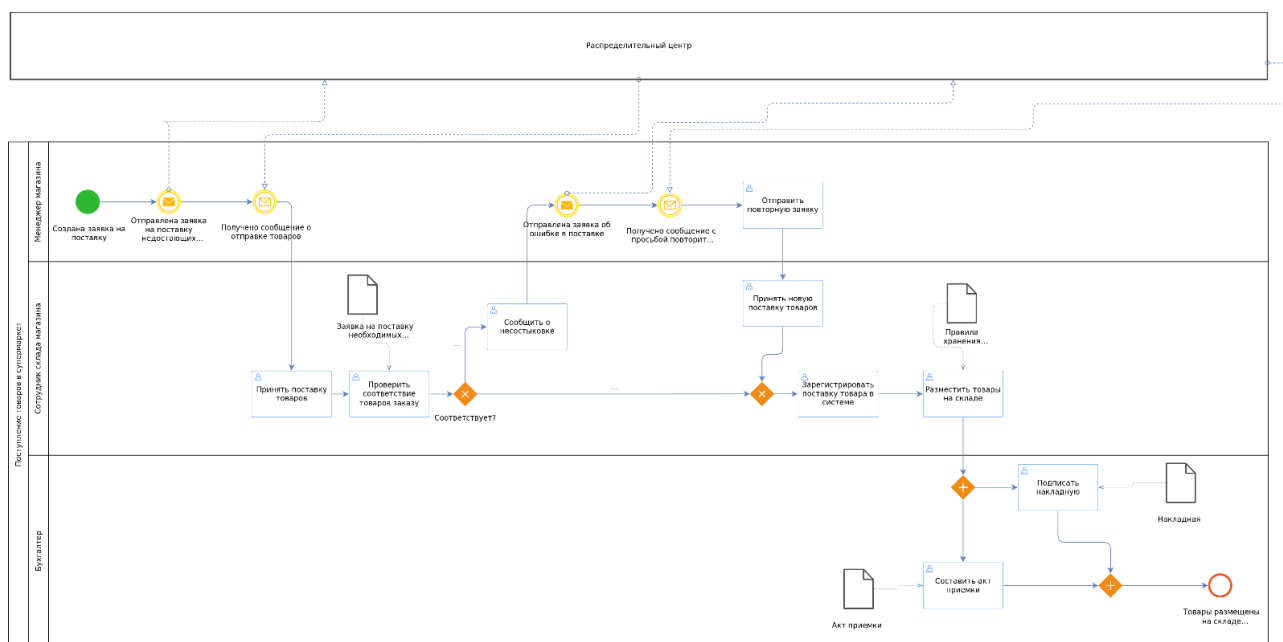 Распределительный центр
Поступление товаров в супермаркет
Менеджер магазина
Создана заявка на
поставку
Отправлена заявка
на поставку
недостающих...
Получено сообщение о
отправке товаров
Отправлена заявка об
ошибке в поставке
Получено сообщение с
просьбой повторит...
Отправить
повторную заявку
Сотрудник склада магазина
Заявка на поставку
необходимых...
Принять поставку
товаров
Проверить
соответствие
товаров заказу
Соответствует?
...
Сообщить о
несостыковке
...
Принять новую
поставку товаров
Зарегистрировать
поставку товара в
системе
Правила
хранения...
Разместить товары
на складе
Бухгалтер
Подписать
накладную
Накладная
Акт приемки
Составить акт
приемки
Товары размещены
на складе...